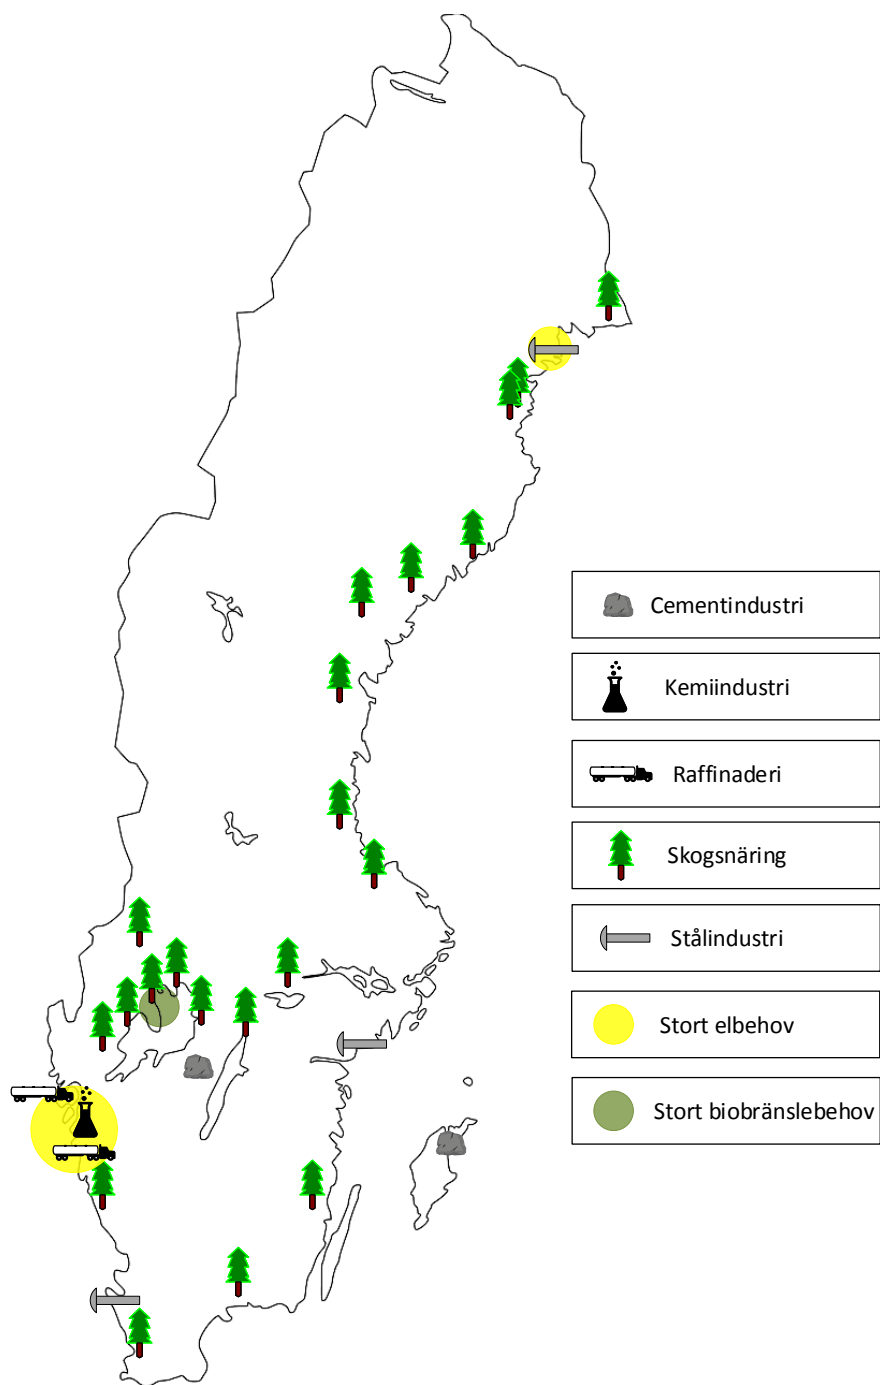 Cementindustri
Kemiindustri
Raffinaderi
Skogsnäring
Stålindustri
Stort elbehov
Stort biobränslebehov